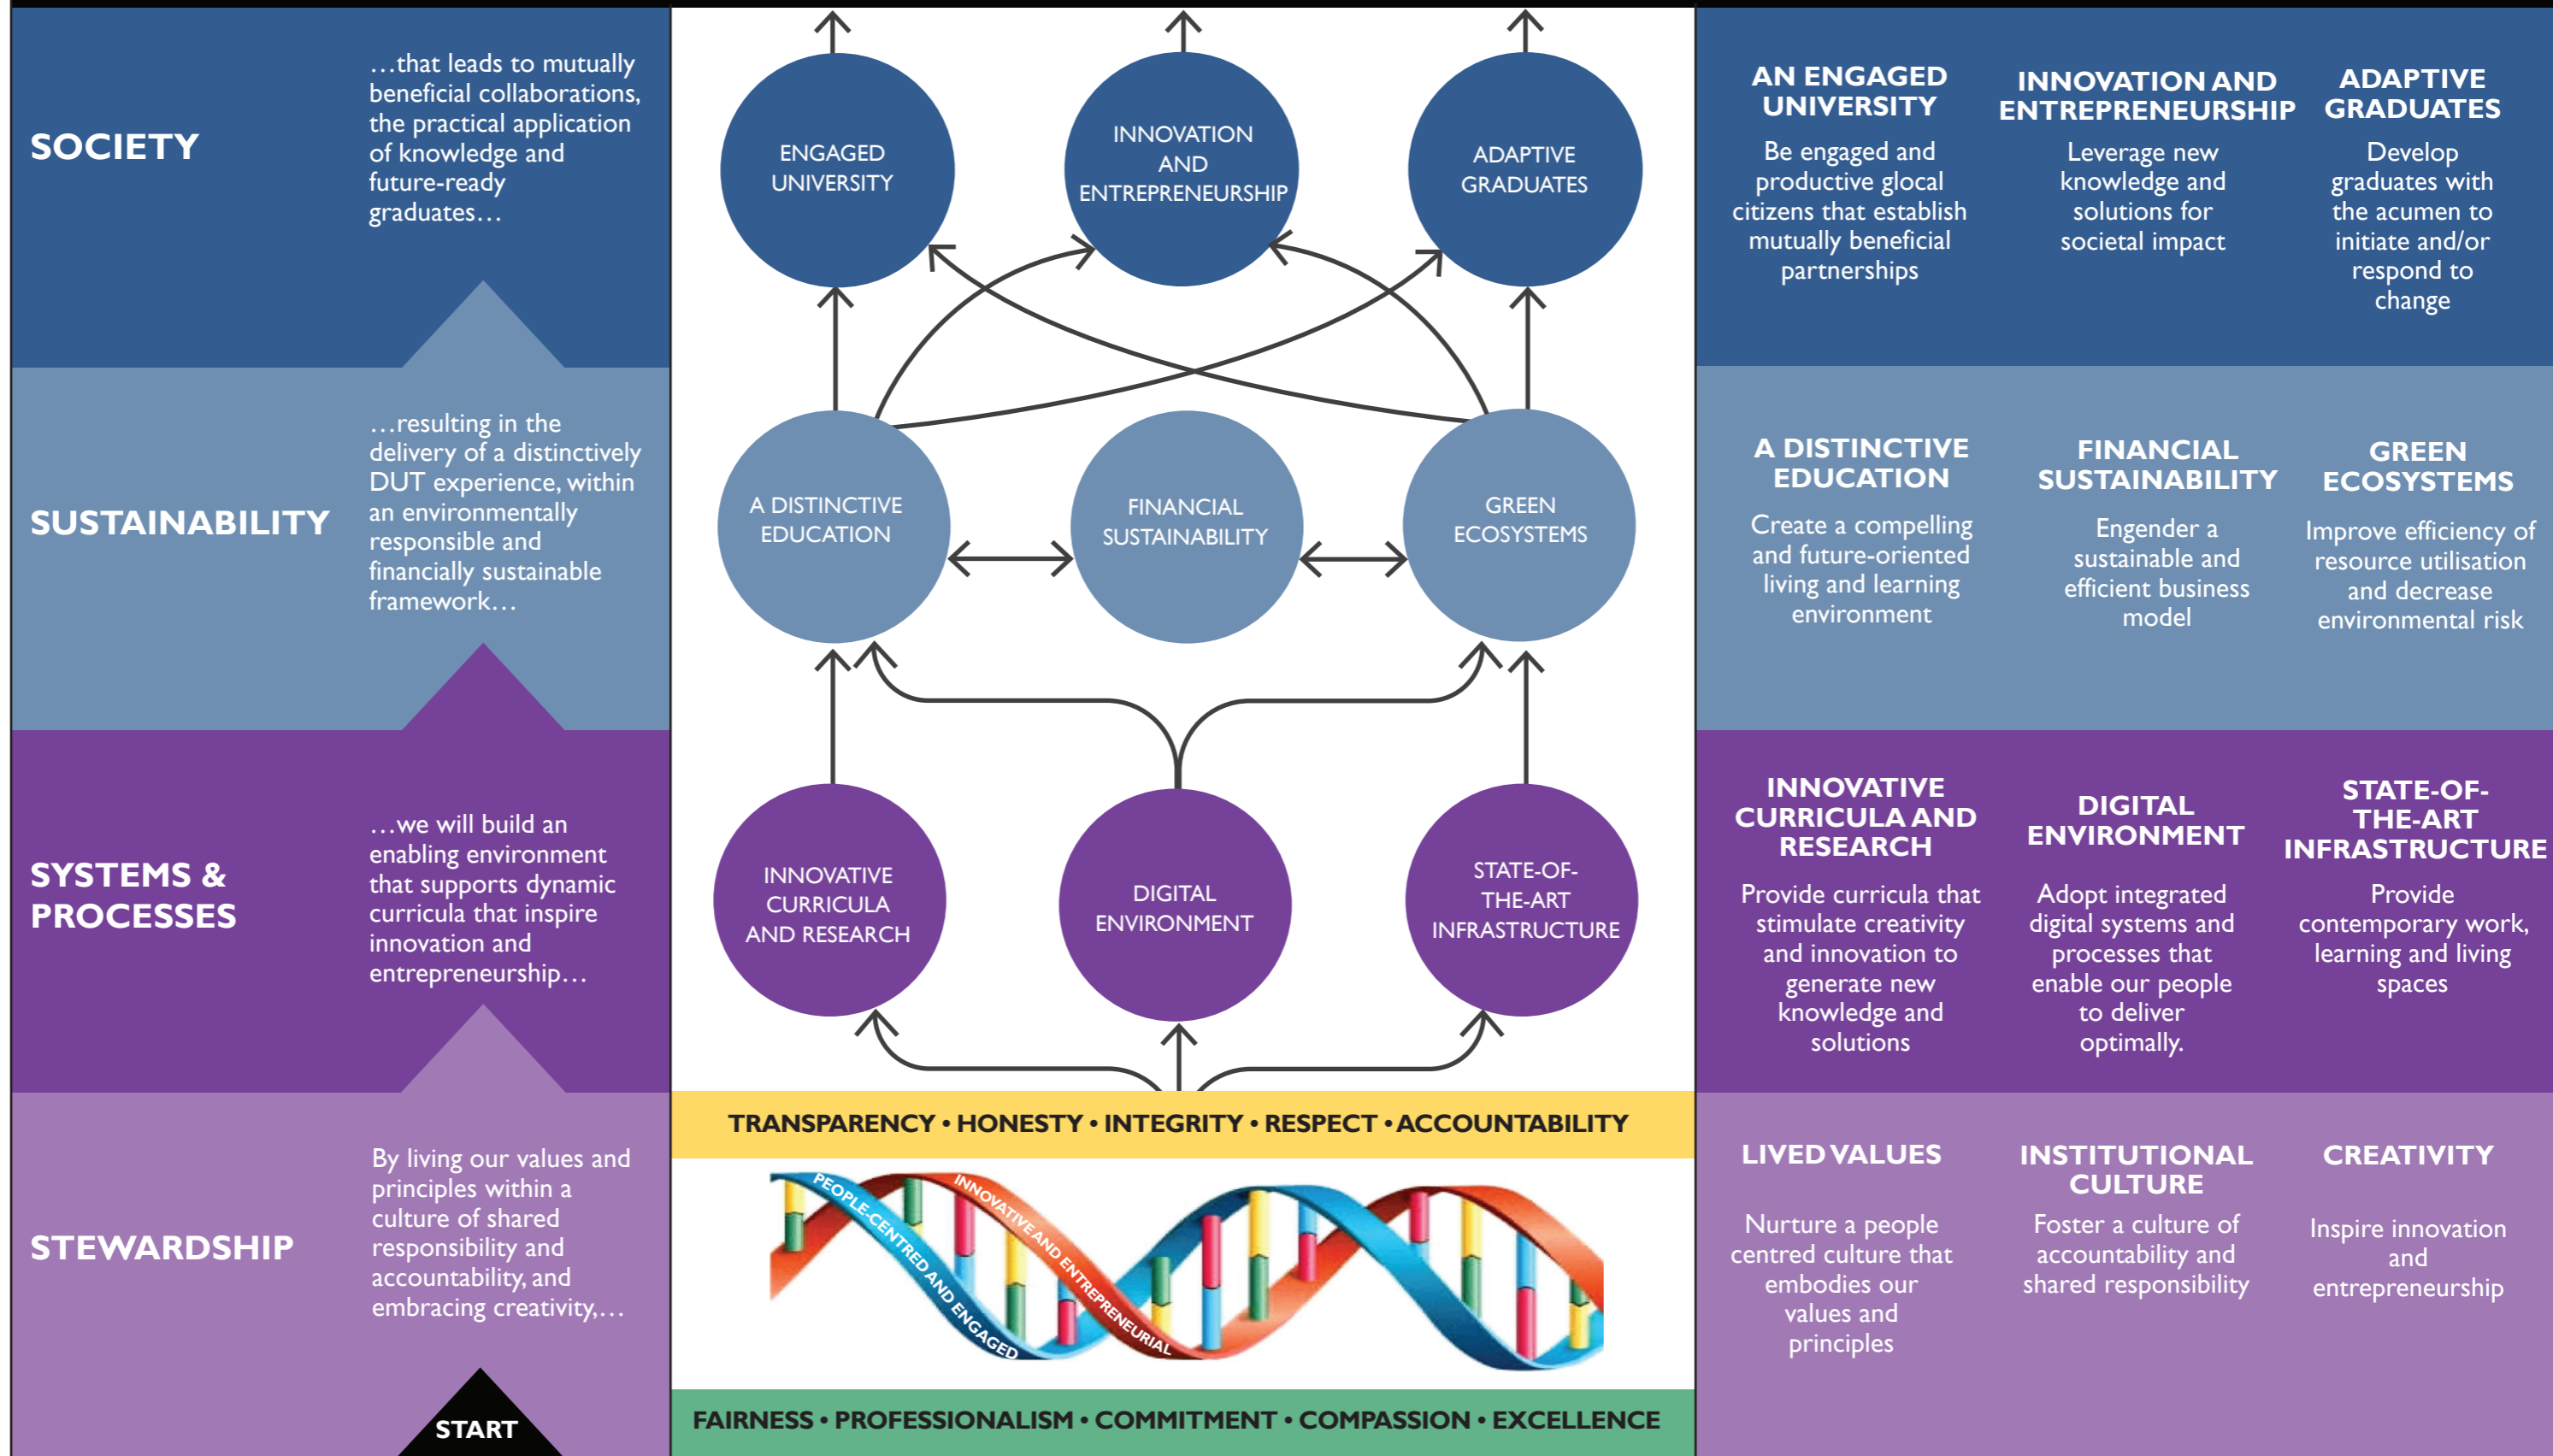 SOCIETY
…that leads to mutually
beneficial collaborations,
the practical application
of knowledge and
future-ready
graduates…
ENGAGED
UNIVERSITY
INNOVATION
AND
ENTREPRENEURSHIP
ADAPTIVE
GRADUATES
AN ENGAGED
UNIVERSITY
Be engaged and
productive glocal
citizens that establish
mutually beneficial
partnerships
INNOVATION AND
ENTREPRENEURSHIP
Leverage new
knowledge and
solutions for
societal impact
ADAPTIVE
GRADUATES
Develop
graduates with
the acumen to
initiate and/or
respond to
change
SUSTAINABILITY
…resulting in the
delivery of a distinctively
DUT experience, within
an environmentally
responsible and
financially sustainable
framework…
A DISTINCTIVE
EDUCATION
FINANCIAL
SUSTAINABILITY
GREEN
ECOSYSTEMS
A DISTINCTIVE
EDUCATION
Create a compelling
and future-oriented
living and learning
environment
FINANCIAL
SUSTAINABILITY
Engender a
sustainable and
efficient business
model
GREEN
ECOSYSTEMS
Improve efficiency of
resource utilisation
and decrease
environmental risk
SYSTEMS &
PROCESSES
…we will build an
enabling environment
that supports dynamic
curricula that inspire
innovation and
entrepreneurship…
INNOVATIVE
CURRICULA
AND RESEARCH
DIGITAL
ENVIRONMENT
STATE-OF-
THE-ART
INFRASTRUCTURE
INNOVATIVE
CURRICULA AND
RESEARCH
Provide curricula that
stimulate creativity
and innovation to
generate new
knowledge and
solutions
DIGITAL
ENVIRONMENT
Adopt integrated
digital systems and
processes that
enable our people
to deliver
optimally.
STATE-OF-
THE-ART
INFRASTRUCTURE
Provide
contemporary work,
learning and living
spaces
STEWARDSHIP
By living our values and
principles within a
culture of shared
responsibility and
accountability, and
embracing creativity,…
START
TRANSPARENCY • HONESTY • INTEGRITY • RESPECT • ACCOUNTABILITY
PEOPLE-CENTRED AND ENGAGED
INNOVATIVE AND ENTREPRENEURIAL
FAIRNESS • PROFESSIONALISM • COMMITMENT • COMPASSION • EXCELLENCE
LIVED VALUES
Nurture a people
centred culture that
embodies our
values and
principles
INSTITUTIONAL
CULTURE
Foster a culture of
accountability and
shared responsibility
CREATIVITY
Inspire innovation
and
entrepreneurship